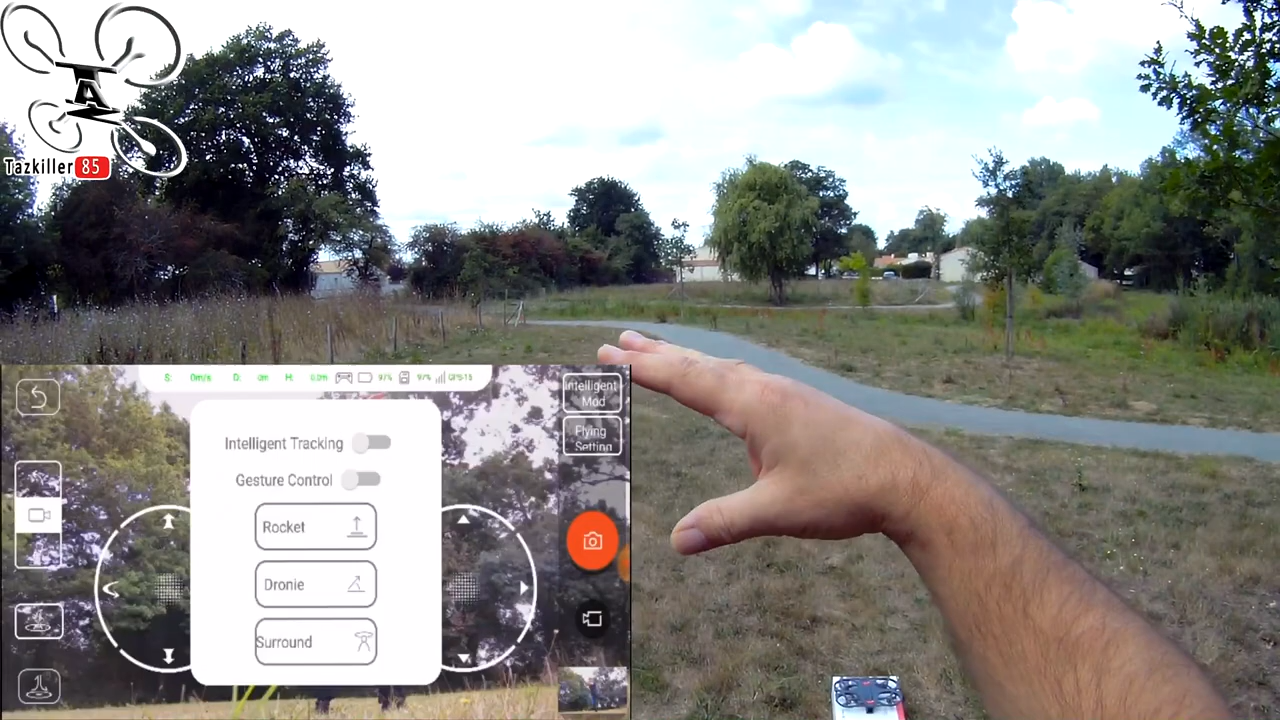 A
Tazkiller 85
S: 0m/s D: 0m H: 0.0m 97% 97% GPS-15
Intelligent
Mod
Flying
Setting
Intelligent Tracking
Gesture Control
Rocket
Dronie
Surround